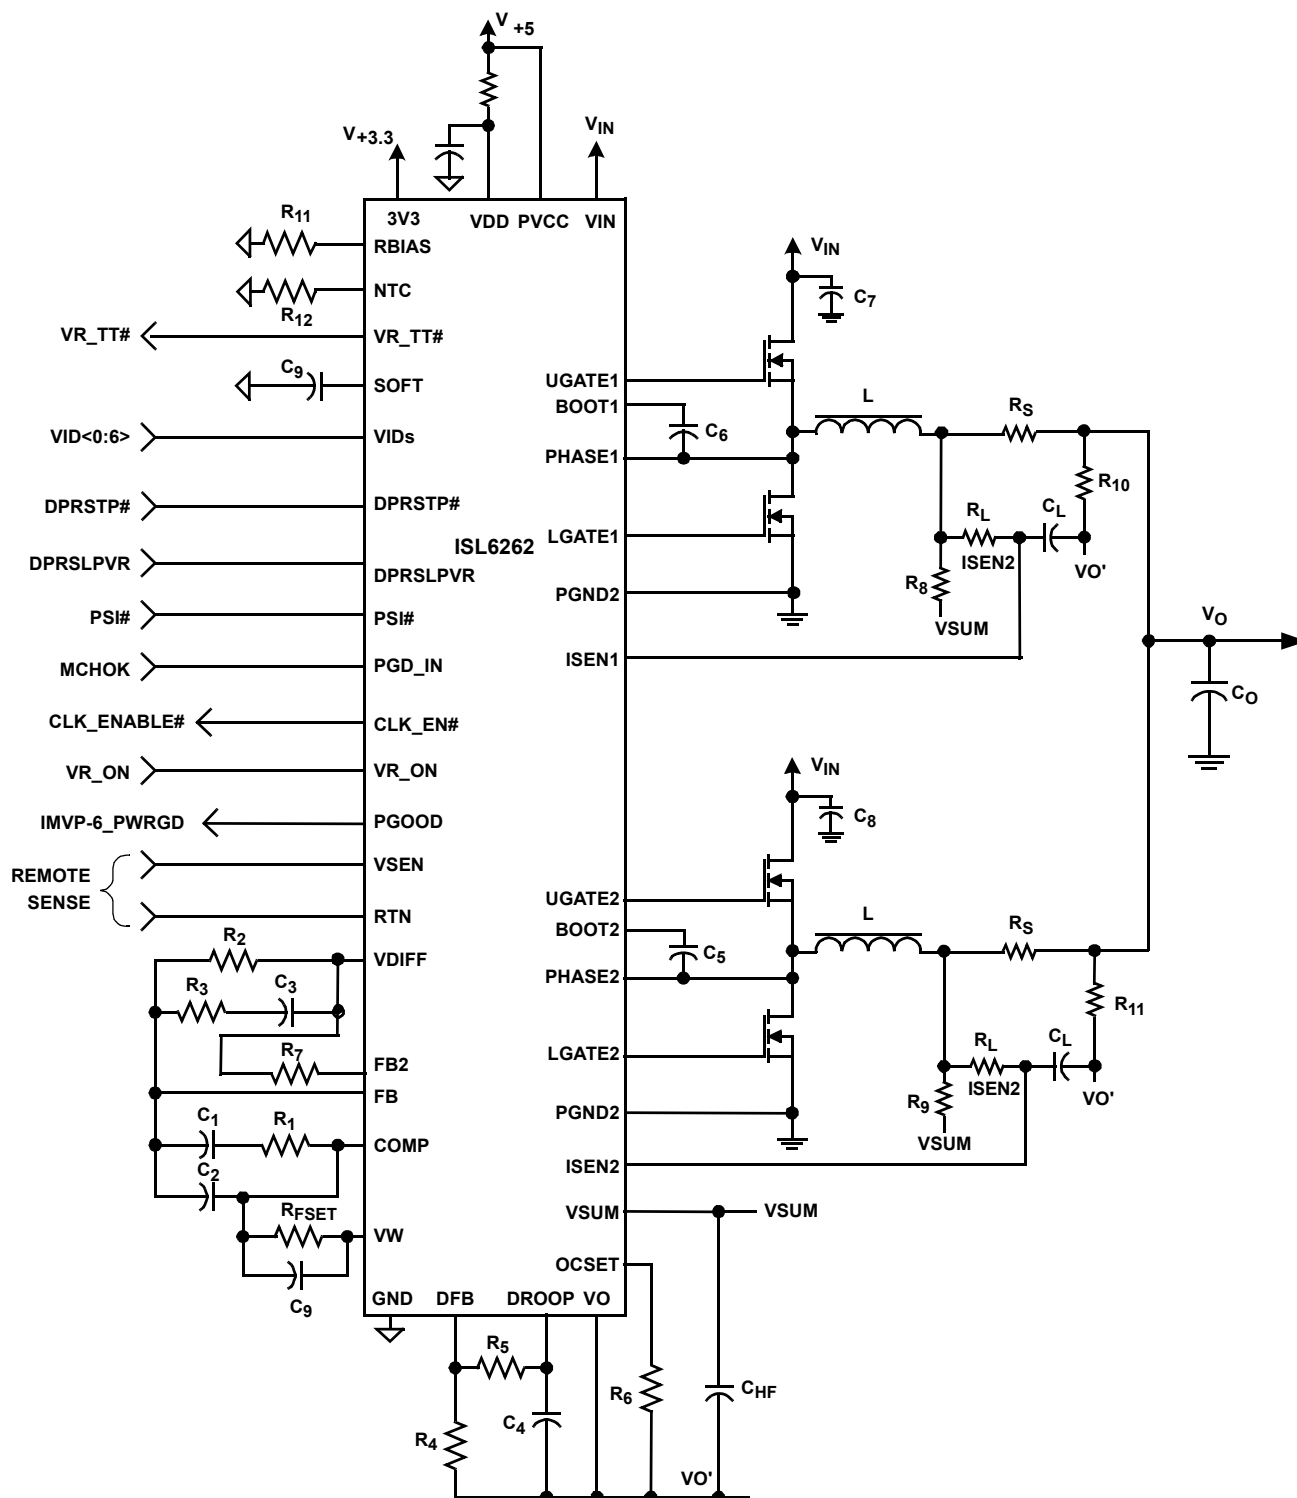 V +5
V+3.3
VIN
3V3
VDD
PVCC
VIN
R11
RBIAS
NTC
R12
VR_TT#
VR_TT#
C9
SOFT
VID<0:6>
VIDs
DPRSTP#
DPRSTP#
ISL6262
DPRSLPVR
DPRSLPVR
PSI#
PSI#
MCHOK
PGD_IN
CLK_ENABLE#
CLK_EN#
VR_ON
VR_ON
IMVP-6_PWRGD
PGOOD
REMOTE
SENSE
VSEN
RTN
R2
VDIFF
R3
C3
R7
FB2
FB
C1
R1
COMP
C2
RFSET
VW
C9
GND
DFB
DROOP
VO
R5
R4
C4
R6
CHF
VO'
UGATE1
BOOT1
C6
PHASE1
LGATE1
PGND2
ISEN1
VIN
C7
L
RS
R10
RL
CL
ISEN2
VO'
R8
VSUM
VO
CO
VIN
C8
UGATE2
BOOT2
C5
PHASE2
LGATE2
PGND2
ISEN2
L
RS
R11
RL
CL
ISEN2
VO'
R9
VSUM
VSUM
VSUM
OCSET